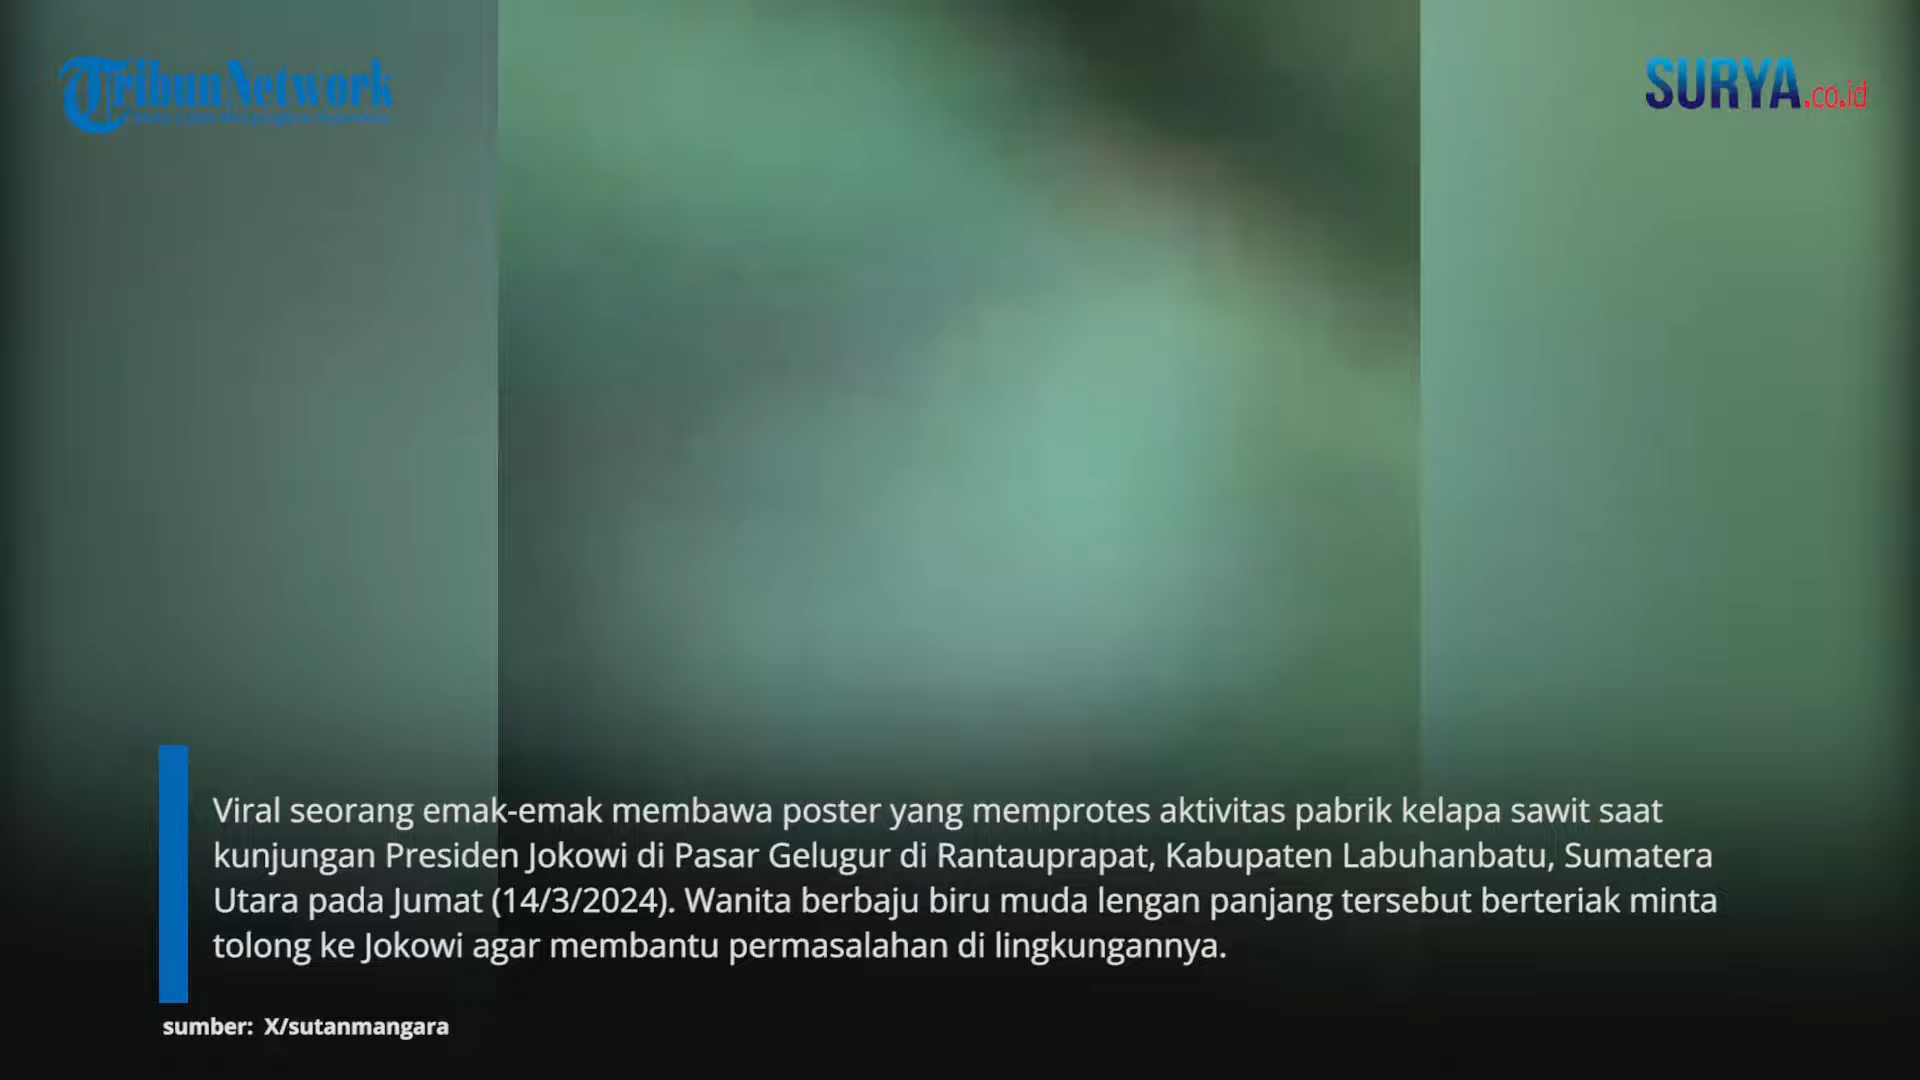 TribunNetwork
SURYA.co.id
Viral seorang emak-emak membawa poster yang memprotes aktivitas pabrik kelapa sawit saat
kunjungan Presiden Jokowi di Pasar Gelugur di Rantauprapat, Kabupaten Labuhanbatu, Sumatera
Utara pada Jumat (14/3/2024). Wanita berbaju biru muda lengan panjang tersebut berteriak minta
tolong ke Jokowi agar membantu permasalahan di lingkungannya.
sumber: X/sutanmangara